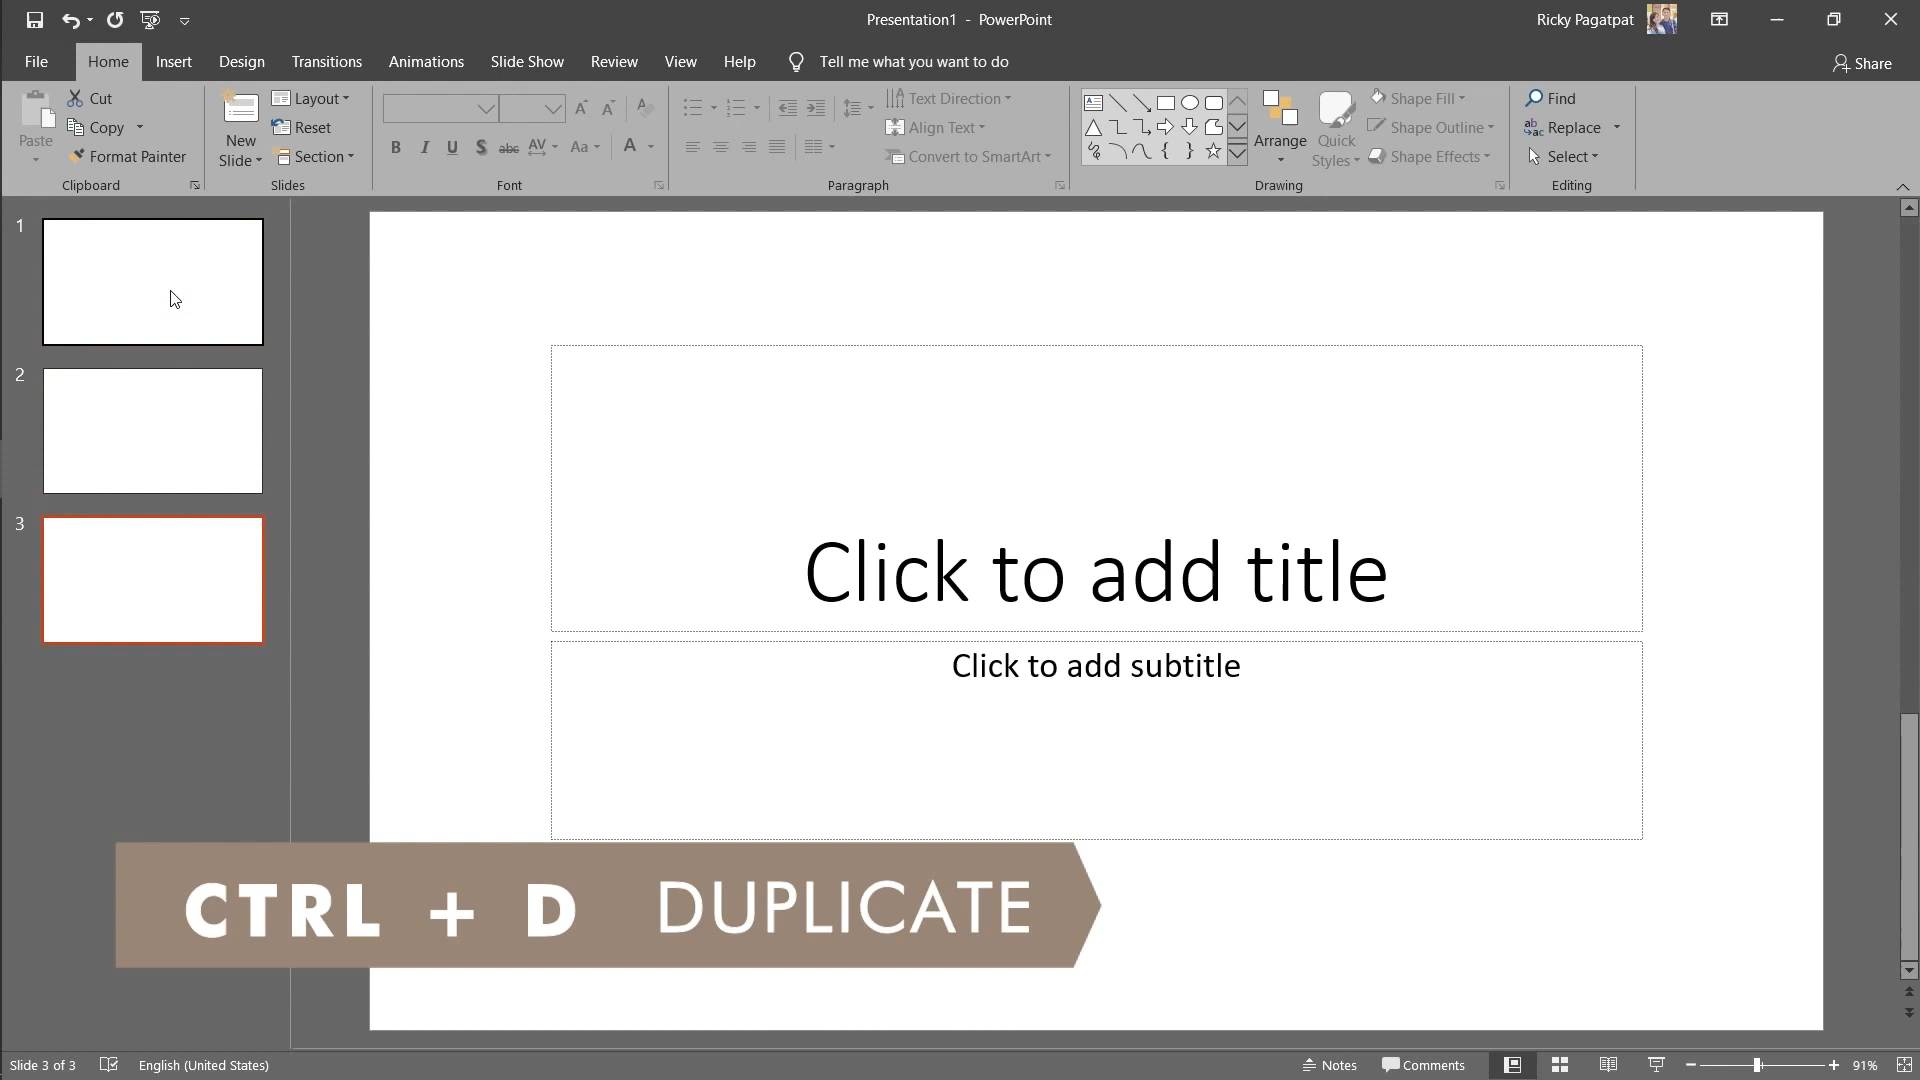 Presentation1 - PowerPoint
Ricky Pagatpat
File Home Insert Design Transitions Animations Slide Show Review View Help Tell me what you want to do
Share
Paste
Cut
Copy
Format Painter
Clipboard
New Slide
Layout
Reset
Section
Slides
B I U S abc AV Aa A
Font
Text Direction
Align Text
Convert to SmartArt
Paragraph
Arrange
Quick Styles
Shape Fill
Shape Outline
Shape Effects
Drawing
Find
Replace
Select
Editing
1
2
3
Click to add title
Click to add subtitle
CTRL + D DUPLICATE
Slide 3 of 3
English (United States)
Notes
Comments
91%